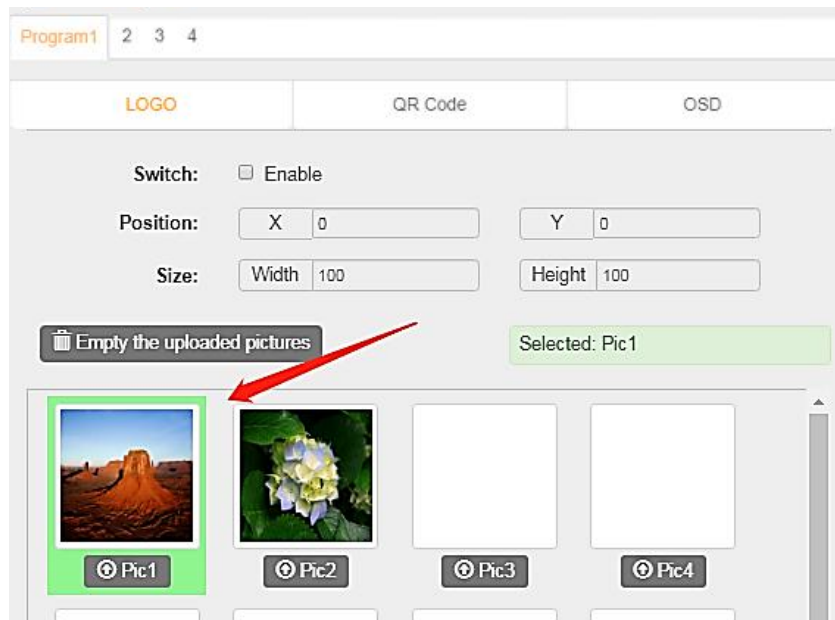 Program1 2 3 4
LOGO QR Code OSD
Switch: Enable
Position: X 0 Y 0
Size: Width 100 Height 100
Empty the uploaded pictures Selected: Pic1
Pic1 Pic2 Pic3 Pic4